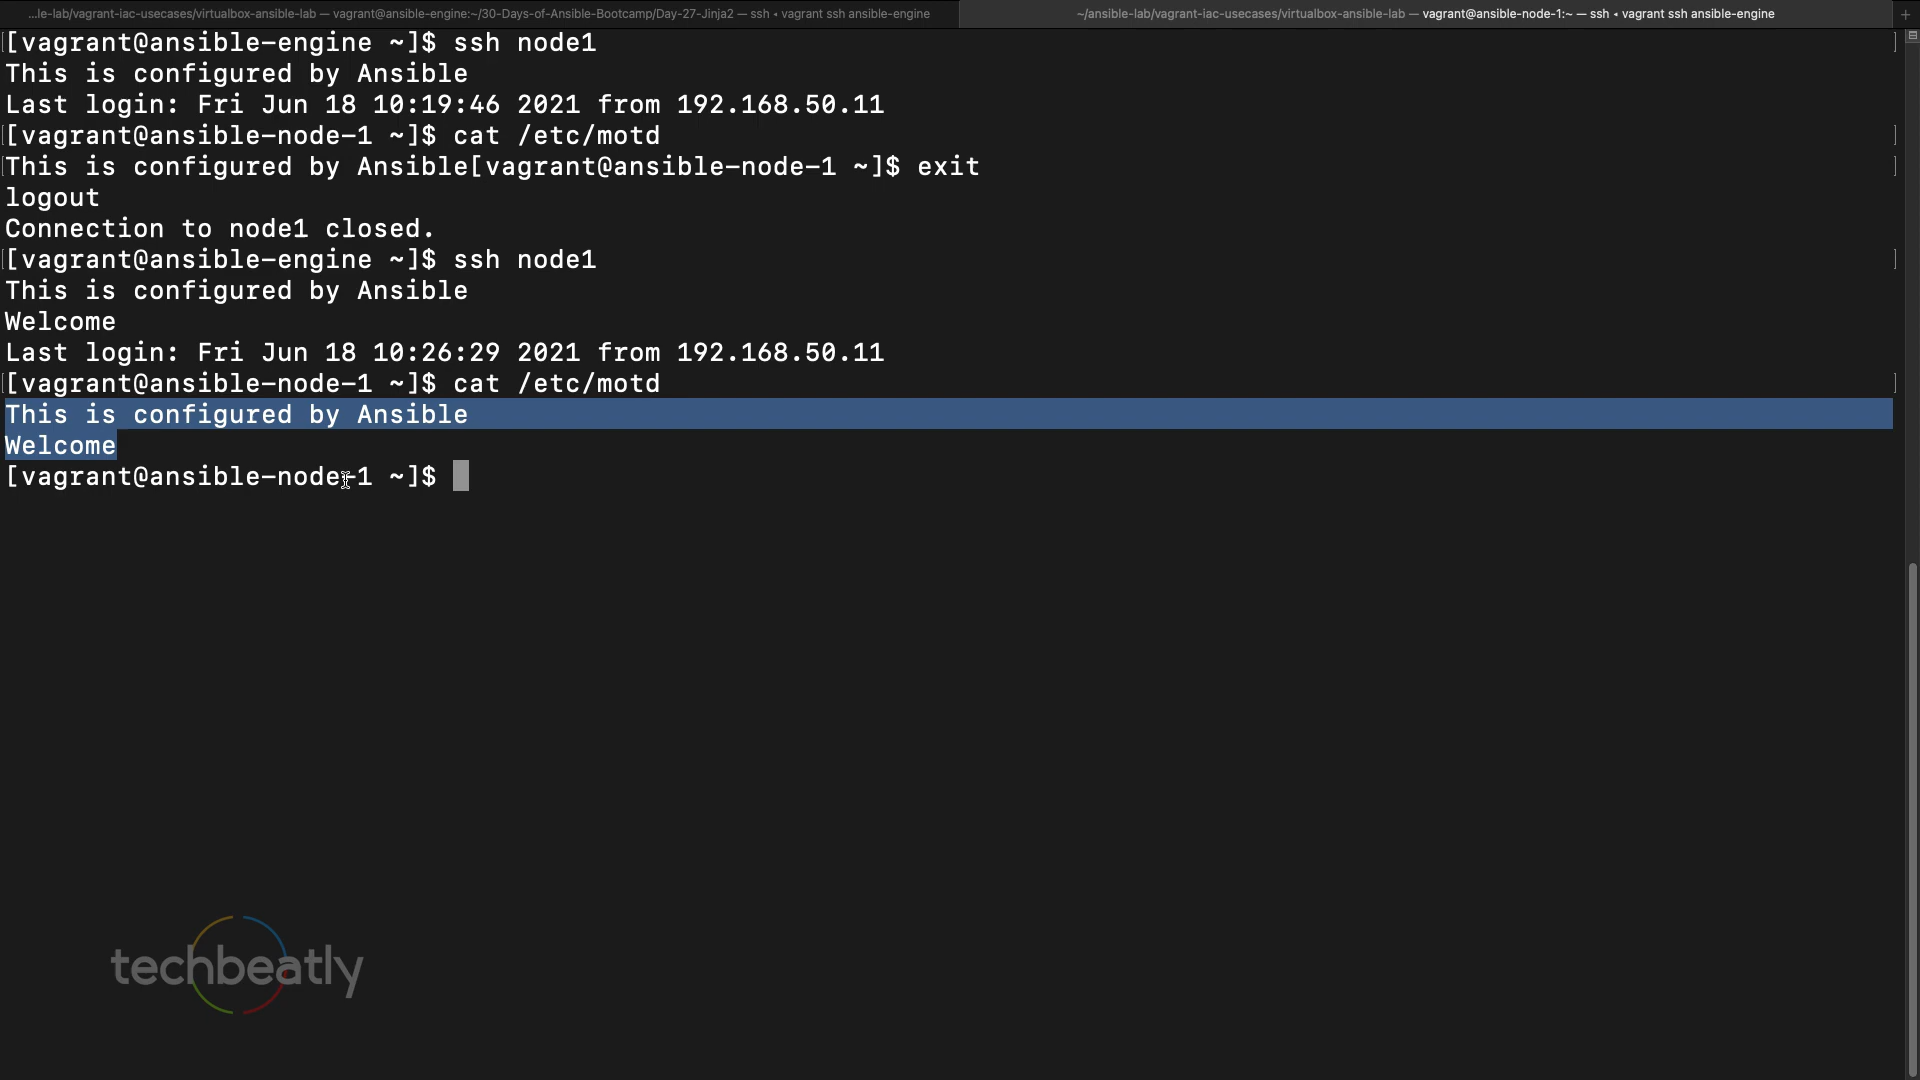 ...le-lab/vagrant-iac-usecases/virtualbox-ansible-lab — vagrant@ansible-engine:~/30-Days-of-Ansible-Bootcamp/Day-27-Jinja2 — ssh ◂ vagrant ssh ansible-engine
~/ansible-lab/vagrant-iac-usecases/virtualbox-ansible-lab — vagrant@ansible-node-1:~ — ssh ◂ vagrant ssh ansible-engine
[vagrant@ansible-engine ~]$ ssh node1
This is configured by Ansible
Last login: Fri Jun 18 10:19:46 2021 from 192.168.50.11
[vagrant@ansible-node-1 ~]$ cat /etc/motd
This is configured by Ansible[vagrant@ansible-node-1 ~]$ exit
logout
Connection to node1 closed.
[vagrant@ansible-engine ~]$ ssh node1
This is configured by Ansible
Welcome
Last login: Fri Jun 18 10:26:29 2021 from 192.168.50.11
[vagrant@ansible-node-1 ~]$ cat /etc/motd
This is configured by Ansible
Welcome
[vagrant@ansible-node-1 ~]$
techbeatly